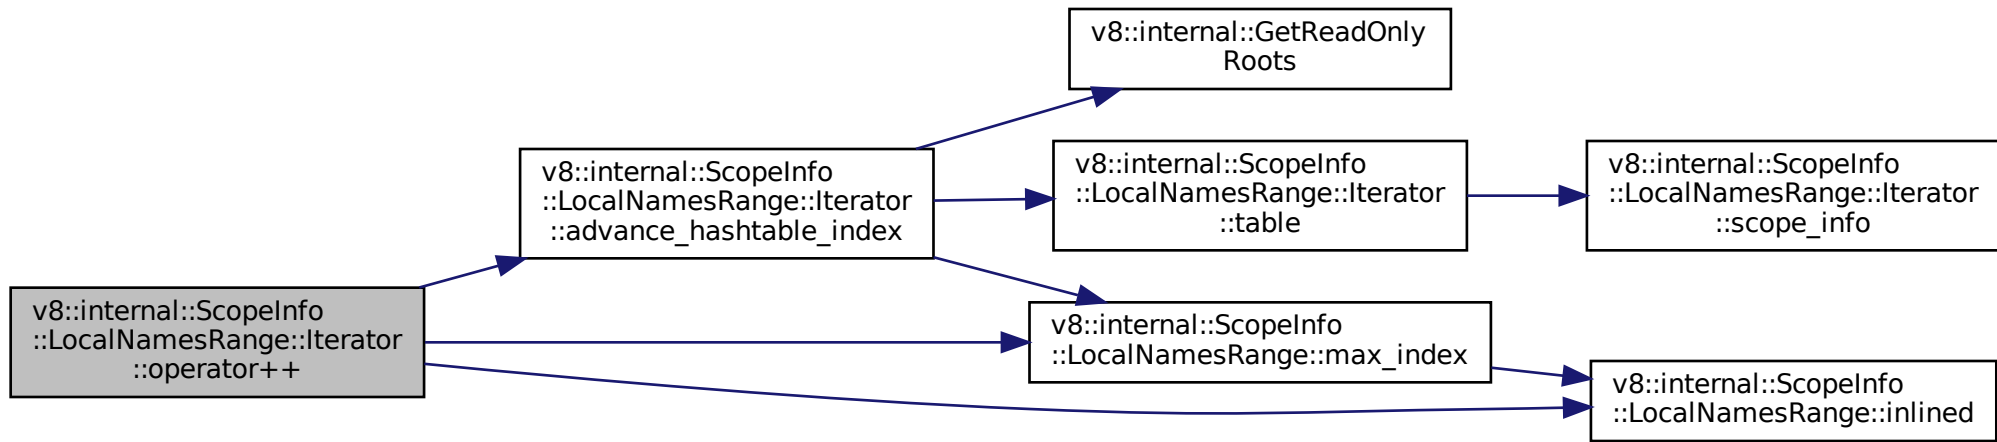 v8::internal::ScopeInfo
::LocalNamesRange::Iterator
::operator++
v8::internal::ScopeInfo
::LocalNamesRange::Iterator
::advance_hashtable_index
v8::internal::GetReadOnly
Roots
v8::internal::ScopeInfo
::LocalNamesRange::Iterator
::table
v8::internal::ScopeInfo
::LocalNamesRange::Iterator
::scope_info
v8::internal::ScopeInfo
::LocalNamesRange::max_index
v8::internal::ScopeInfo
::LocalNamesRange::inlined